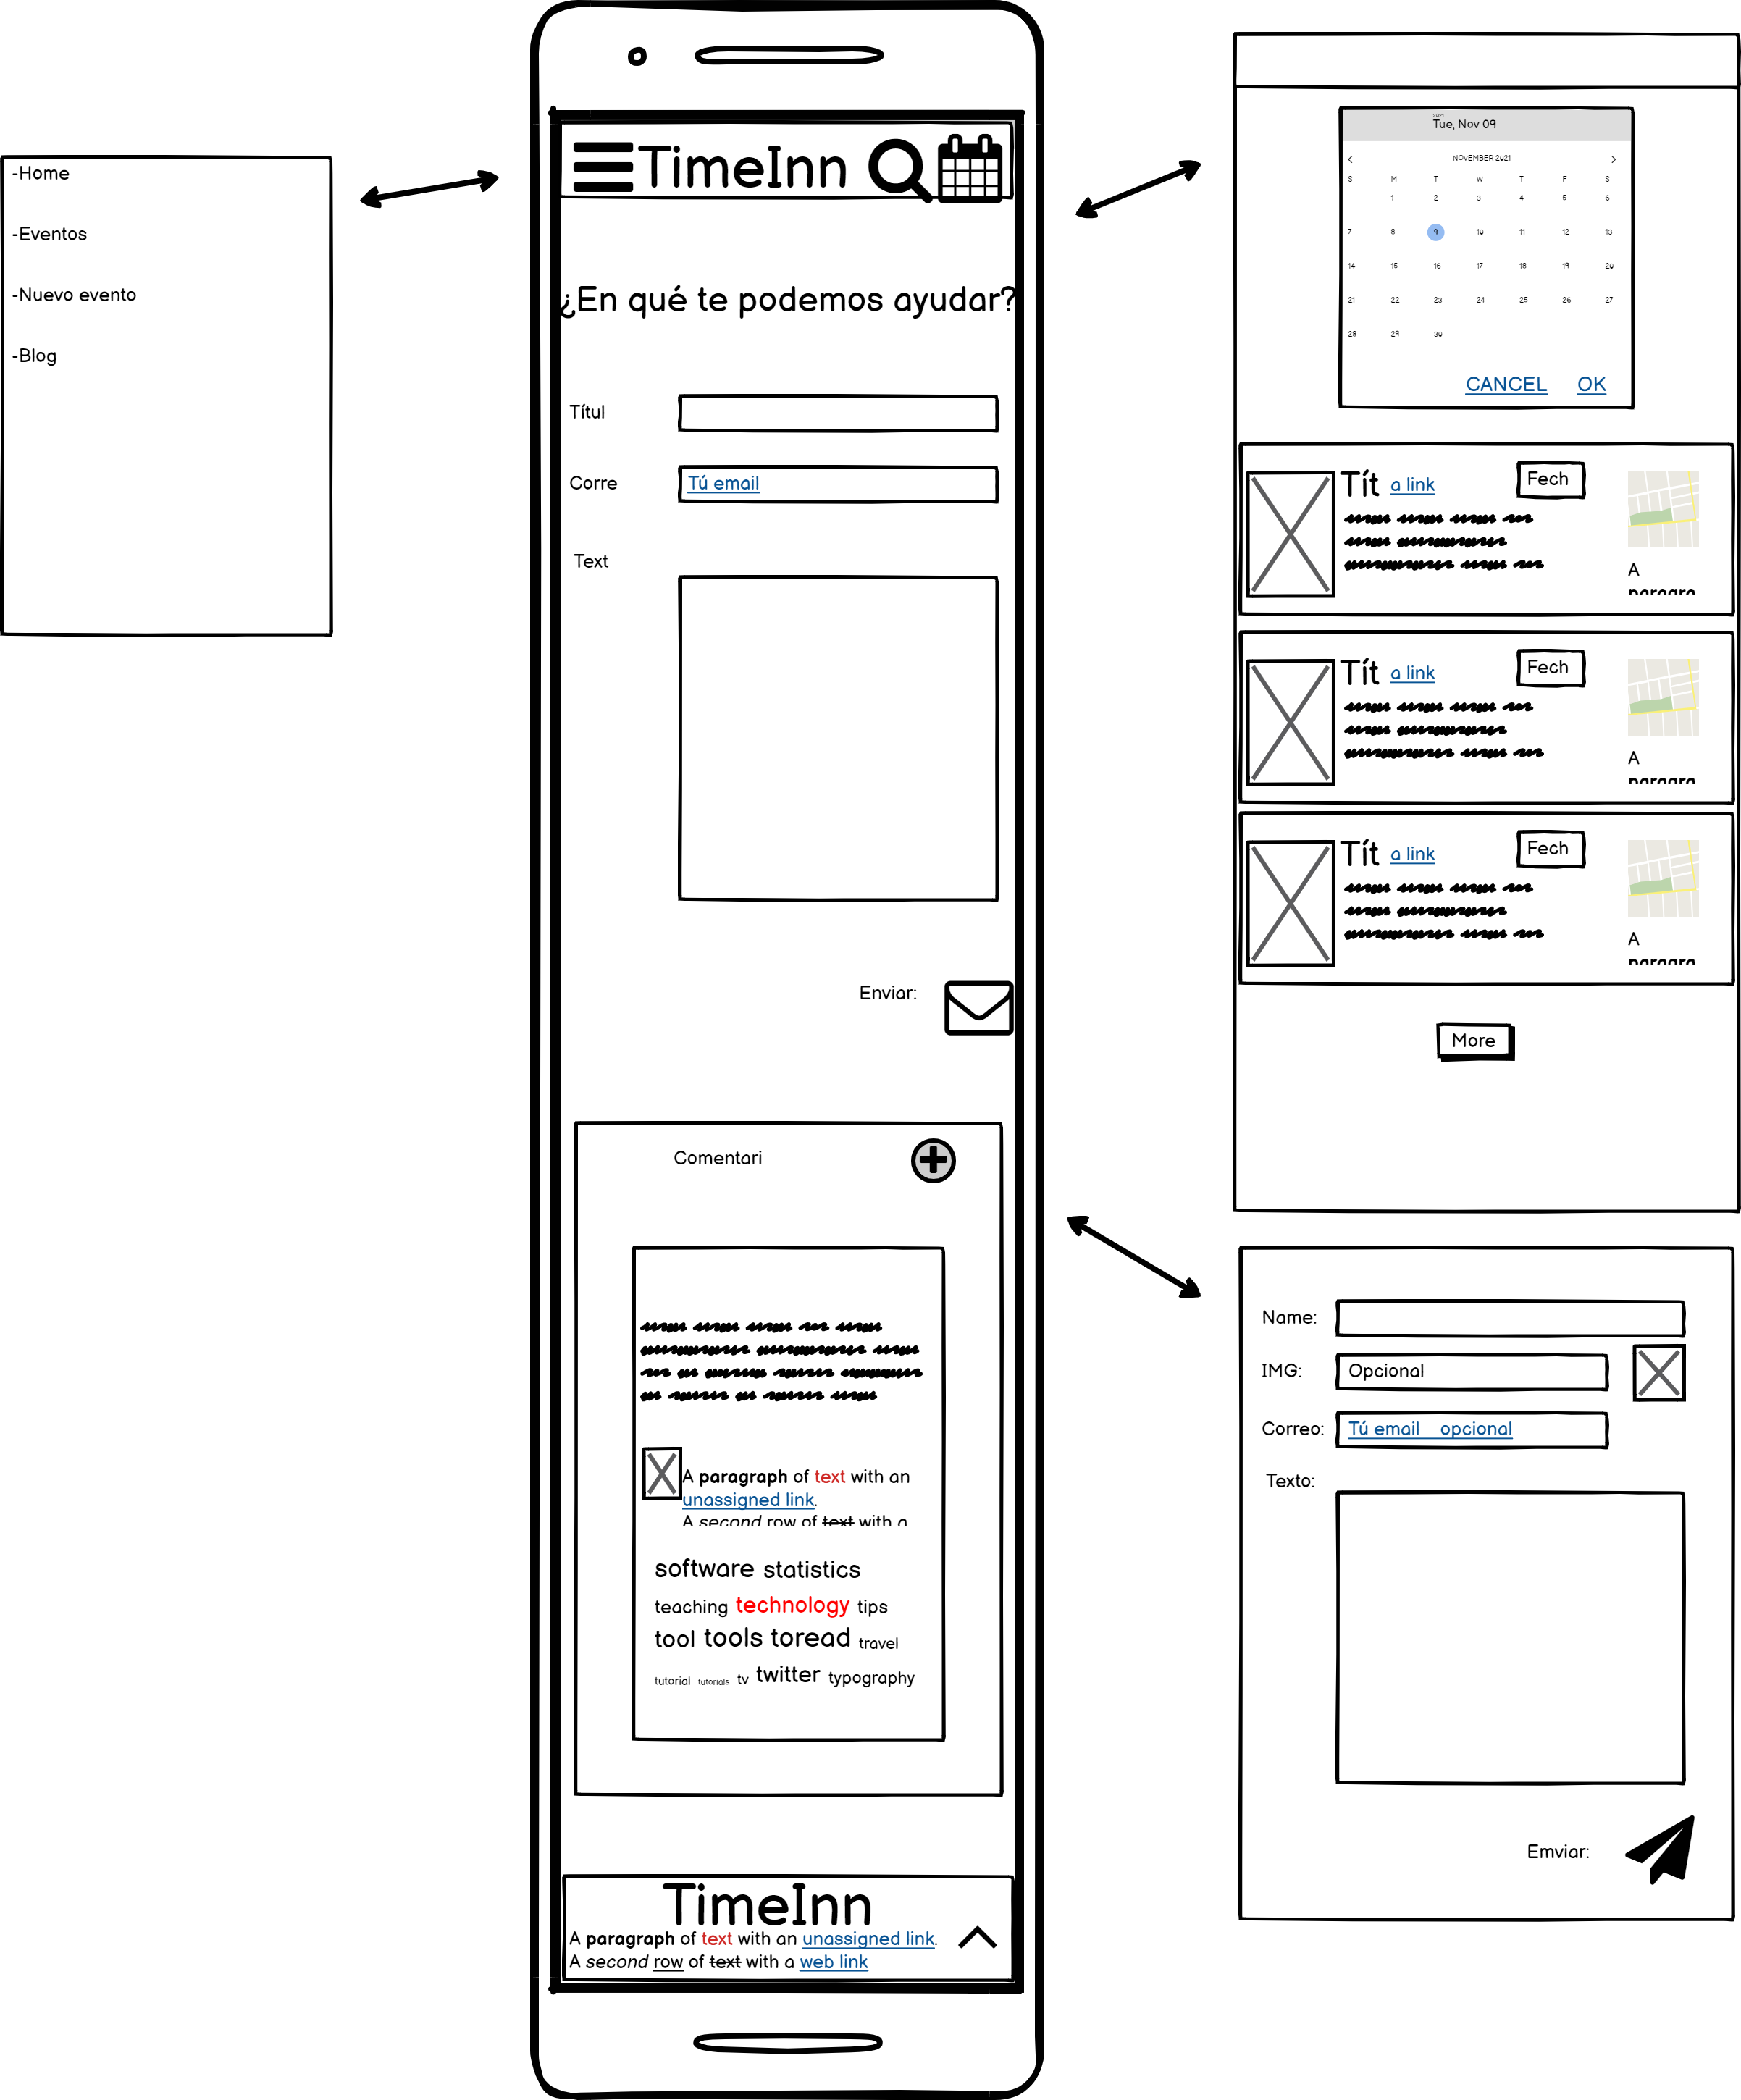 -Home
-Eventos
-Nuevo evento
-Blog
TimeInn
¿En qué te podemos ayudar?
Títul
Corre
Tú email
Text
Enviar:
Comentari
A paragraph of text with an
unassigned link.
A second row of text with a
software statistics
teaching technology tips
tool tools toread travel
tutorial tutorials tv twitter typography
TimeInn
A paragraph of text with an unassigned link.
A second row of text with a web link
2021
Tue, Nov 09
NOVEMBER 2021
S M T W T F S
1 2 3 4 5 6
7 8 9 10 11 12 13
14 15 16 17 18 19 20
21 22 23 24 25 26 27
28 29 30
CANCEL OK
Tít a link Fech
A
paragra
Tít a link Fech
A
paragra
Tít a link Fech
A
paragra
More
Name:
IMG: Opcional
Correo: Tú email opcional
Texto:
Emviar: